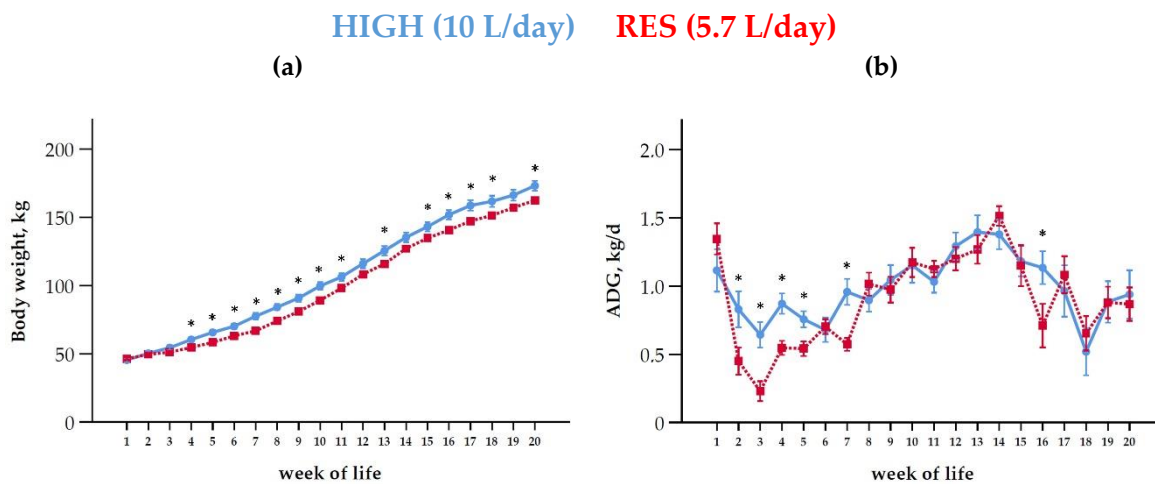 HIGH (10 L/day) RES (5.7 L/day)
(a)
(b)
200
150
100
50
0
Body weight, kg
* * * * * * * * * * * * * *
1 2 3 4 5 6 7 8 9 10 11 12 13 14 15 16 17 18 19 20
week of life
2.0
1.5
1.0
0.5
0
ADG, kg/d
* * * * * *
1 2 3 4 5 6 7 8 9 10 11 12 13 14 15 16 17 18 19 20
week of life